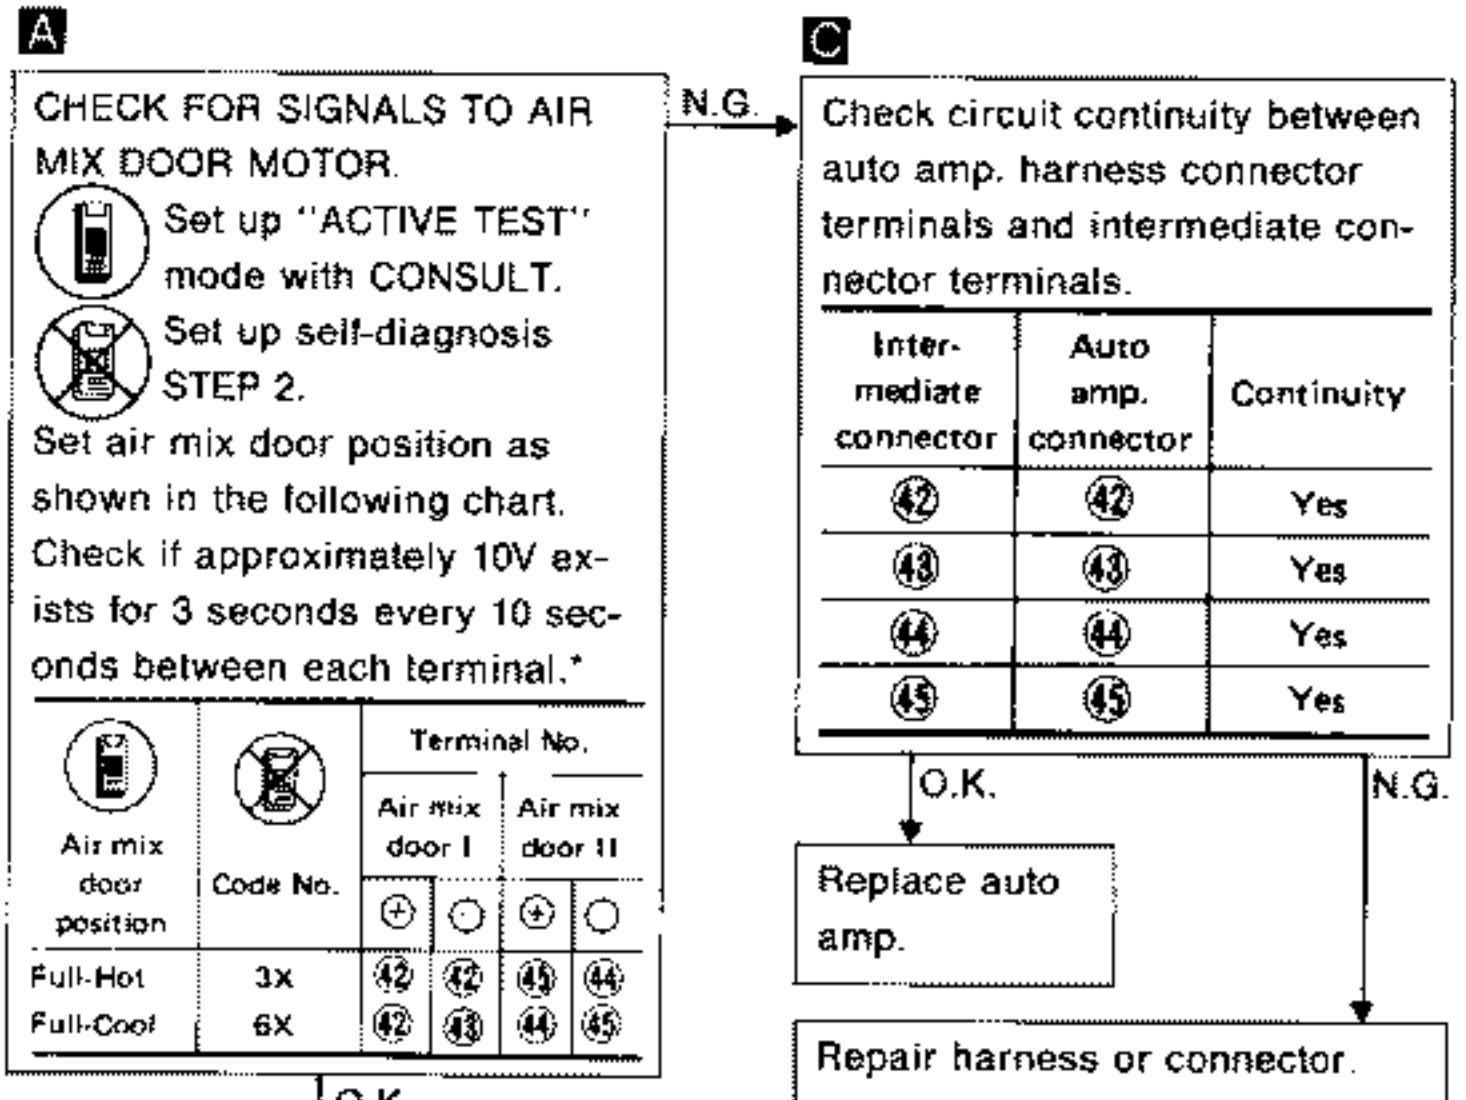 A
CHECK FOR SIGNALS TO AIR
MIX DOOR MOTOR.
Set up "ACTIVE TEST"
mode with CONSULT.
Set up self-diagnosis
STEP 2.
Set air mix door position as
shown in the following chart.
Check if approximately 10V ex-
ists for 3 seconds every 10 sec-
onds between each terminal.*
Air mix
door
position
Code No.
Terminal No.
Air mix
door I
Air mix
door II
+ - +
Full-Hot 3X 42 42 45 44
Full-Cool 6X 42 43 44 45
O.K.
N.G.
C
Check circuit continuity between
auto amp. harness connector
terminals and intermediate con-
nector terminals.
Inter-
mediate
connector
Auto
amp.
connector
Continuity
42 42 Yes
43 43 Yes
44 44 Yes
45 45 Yes
O.K.
N.G.
Replace auto
amp.
Repair harness or connector.